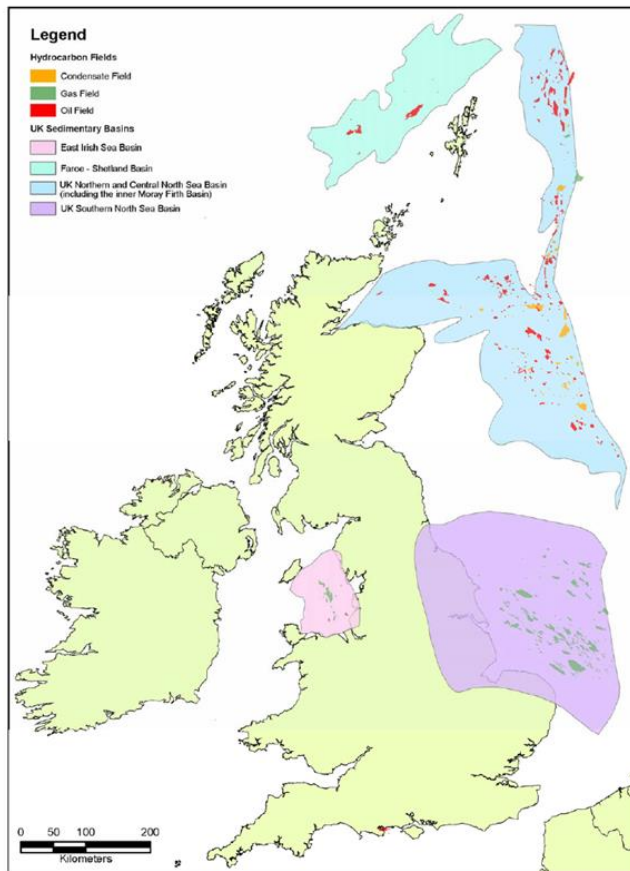 Legend
Hydrocarbon Fields
Condensate Field
Gas Field
Oil Field
UK Sedimentary Basins
East Irish Sea Basin
Faroe - Shetland Basin
UK Northern and Central North Sea Basin
(including the inner Moray Firth Basin)
UK Southern North Sea Basin
0 50 100 200
Kilometers